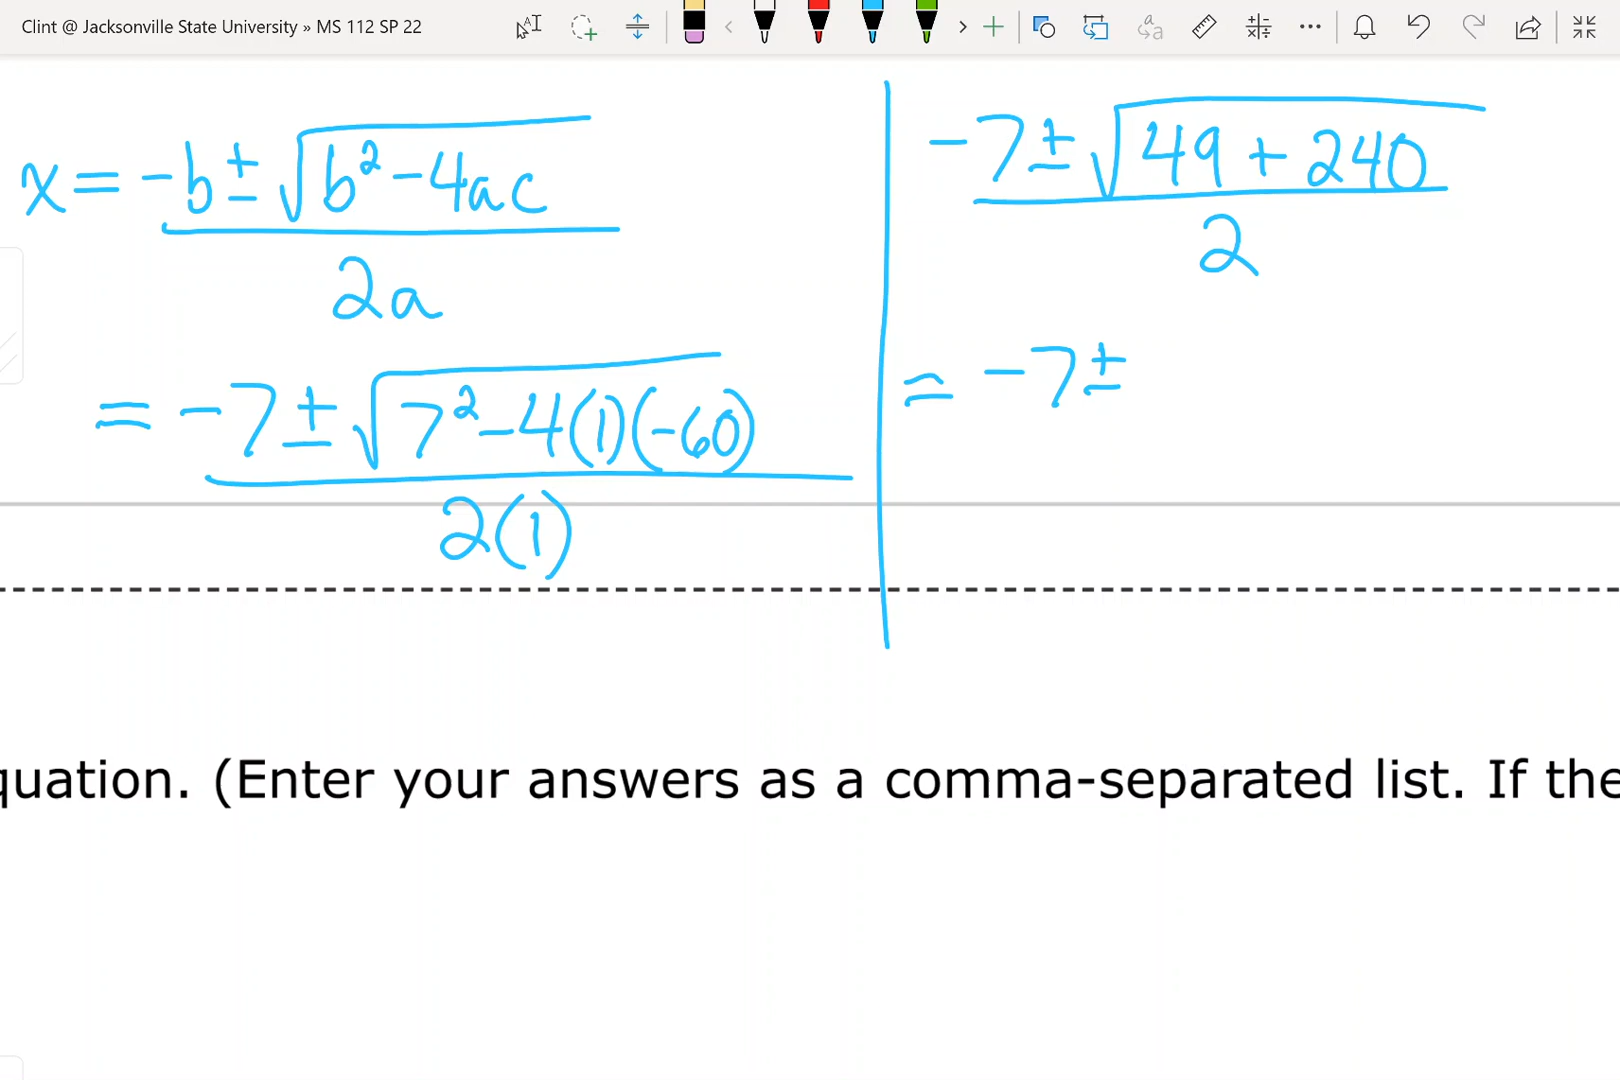 Clint @ Jacksonville State University » MS 112 SP 22
x = -b ± √(b² - 4ac)
2a
= -7 ± √(7² - 4(1)(-60))
2(1)
-7 ± √(49 + 240)
2
= -7 ±
quation. (Enter your answers as a comma-separated list. If the